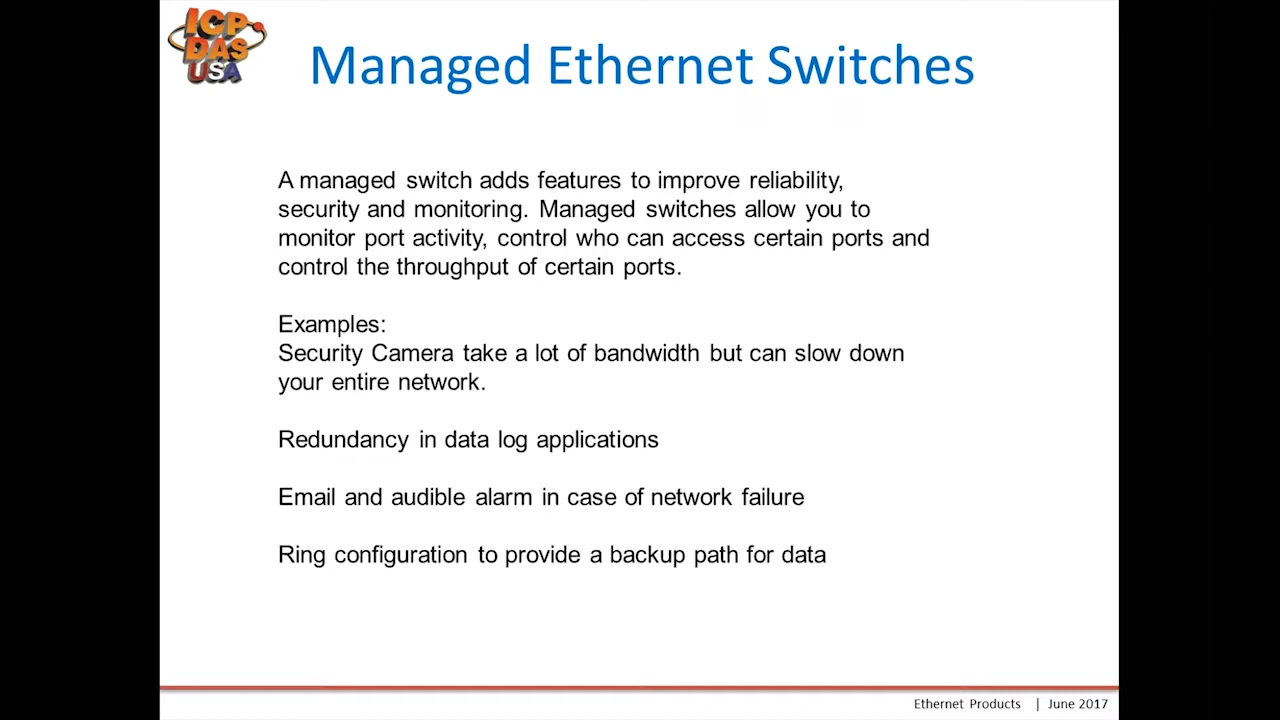 ICP
DAS
USA
Managed Ethernet Switches
A managed switch adds features to improve reliability,
security and monitoring. Managed switches allow you to
monitor port activity, control who can access certain ports and
control the throughput of certain ports.
Examples:
Security Camera take a lot of bandwidth but can slow down
your entire network.
Redundancy in data log applications
Email and audible alarm in case of network failure
Ring configuration to provide a backup path for data
Ethernet Products | June 2017